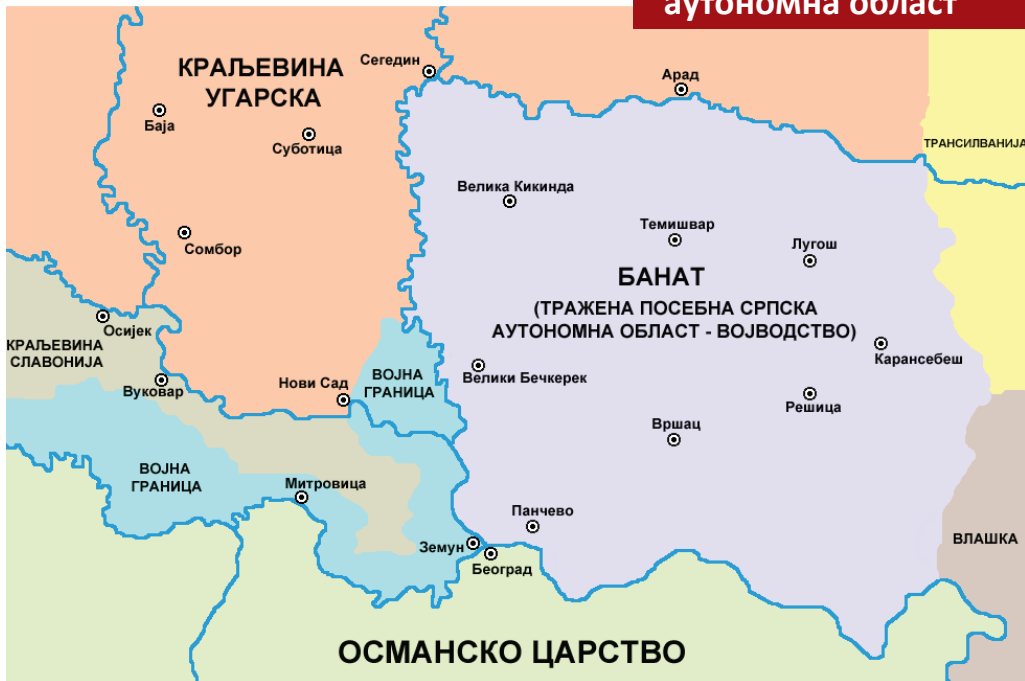 аутономна област
КРАЉЕВИНА
УГАРСКА
Сегедин
Арад
Баја
Суботица
ТРАНСИЛВАНИЈА
Велика Кикинда
Темишвар
Сомбор
Лугош
БАНАТ
(ТРАЖЕНА ПОСЕБНА СРПСКА
АУТОНОМНА ОБЛАСТ - ВОЈВОДСТВО)
Осијек
КРАЉЕВИНА
СЛАВОНИЈА
Карансебеш
ВОЈНА
ГРАНИЦА
Велики Бечкерек
Вуковар
Нови Сад
Решица
Вршац
ВОЈНА
ГРАНИЦА
Митровица
Панчево
Земун
Београд
ВЛАШКА
ОСМАНСКО ЦАРСТВО